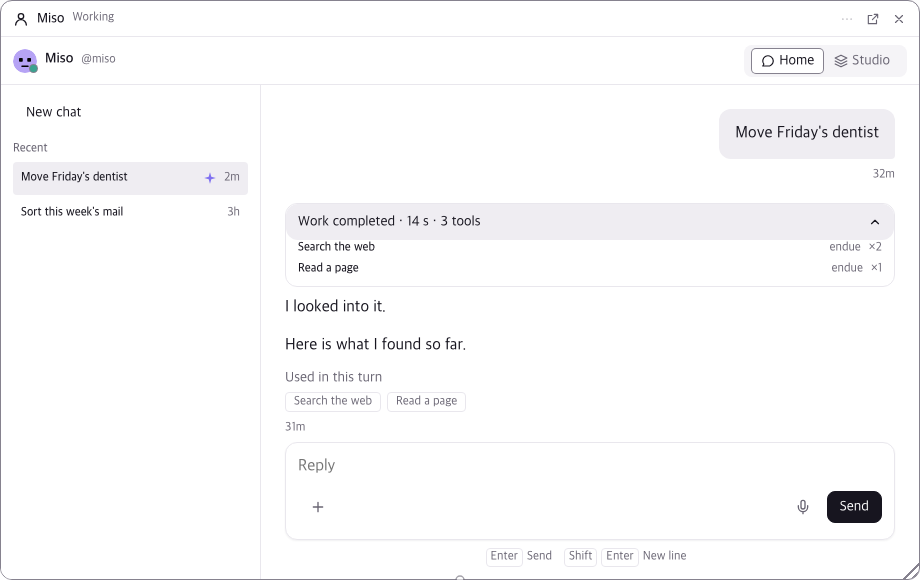 Miso Working
Miso @miso
Home Studio
New chat
Recent
Move Friday's dentist 2m
Sort this week's mail 3h
Move Friday's dentist
32m
Work completed · 14 s · 3 tools
Search the web endue ×2
Read a page endue ×1
I looked into it.
Here is what I found so far.
Used in this turn
Search the web Read a page
31m
Reply
Send
Enter Send Shift Enter New line